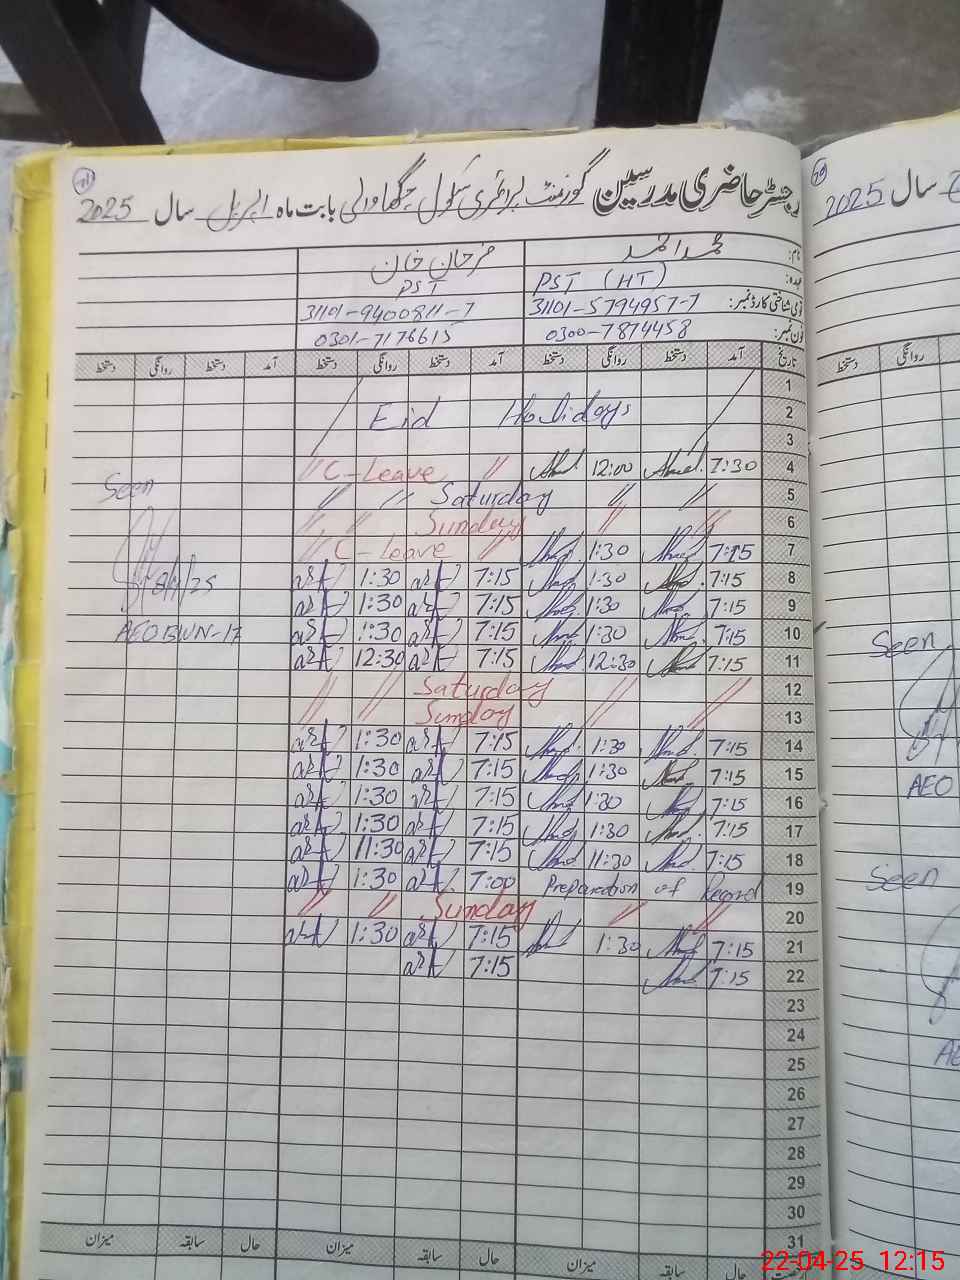 رجسٹر حاضری مدرسین گورنمنٹ پرائمری سکول جگھاوالی بابت ماہ اپریل سال 2025
نام: محمد احمد فرحان خان
عہدہ: PST (HT) PST
قومی شناختی کارڈ نمبر: 31101-5794957-7 31101-9400811-7
فون نمبر: 0300-7874458 0301-7176615
تاریخ آمد دستخط روانگی دستخط آمد دستخط روانگی دستخط آمد دستخط روانگی دستخط
1
2 Eid Holidays
3
4 7:30 12:00 // C-Leave //
5 // // Saturday // //
Seen
6 // // Sunday // //
7 7:15 1:30 // C-Leave //
8 7:15 1:30 7:15 1:30
9 7:15 1:30 7:15 1:30
10 7:15 1:30 7:15 1:30
AEO BWN-17
11 7:15 12:30 7:15 12:30
12 // // Saturday // //
13 // // Sunday // //
14 7:15 1:30 7:15 1:30
15 7:15 1:30 7:15 1:30
16 7:15 1:30 7:15 1:30
17 7:15 1:30 7:15 1:30
18 7:15 11:30 7:15 11:30
19 Preparation of Record 7:00 1:30
20 // // Sunday // //
21 7:15 1:30 7:15 1:30
22 7:15 7:15
23
24
25
26
27
28
29
30
31
حال سابقہ میزان حال سابقہ میزان حال سابقہ میزان
سال 2025
روانگی دستخط
Seen
AEO
Seen
22-04-25 12:15